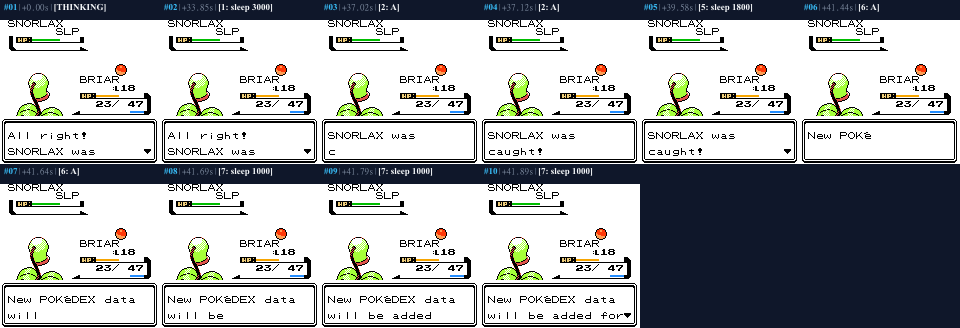 #01 | +0.00s | [THINKING]
SNORLAX
SLP
HP:
BRIAR
:L18
HP:
23/ 47
All right!
SNORLAX was
#02 | +33.85s | [1: sleep 3000]
SNORLAX
SLP
HP:
BRIAR
:L18
HP:
23/ 47
All right!
SNORLAX was
#03 | +37.02s | [2: A]
SNORLAX
SLP
HP:
BRIAR
:L18
HP:
23/ 47
SNORLAX was
c
#04 | +37.12s | [2: A]
SNORLAX
SLP
HP:
BRIAR
:L18
HP:
23/ 47
SNORLAX was
caught!
#05 | +39.58s | [5: sleep 1800]
SNORLAX
SLP
HP:
BRIAR
:L18
HP:
23/ 47
SNORLAX was
caught!
#06 | +41.44s | [6: A]
SNORLAX
SLP
HP:
BRIAR
:L18
HP:
23/ 47
New POKé
#07 | +41.64s | [6: A]
SNORLAX
SLP
HP:
BRIAR
:L18
HP:
23/ 47
New POKéDEX data
will
#08 | +41.69s | [7: sleep 1000]
SNORLAX
SLP
HP:
BRIAR
:L18
HP:
23/ 47
New POKéDEX data
will be
#09 | +41.79s | [7: sleep 1000]
SNORLAX
SLP
HP:
BRIAR
:L18
HP:
23/ 47
New POKéDEX data
will be added
#10 | +41.89s | [7: sleep 1000]
SNORLAX
SLP
HP:
BRIAR
:L18
HP:
23/ 47
New POKéDEX data
will be added for